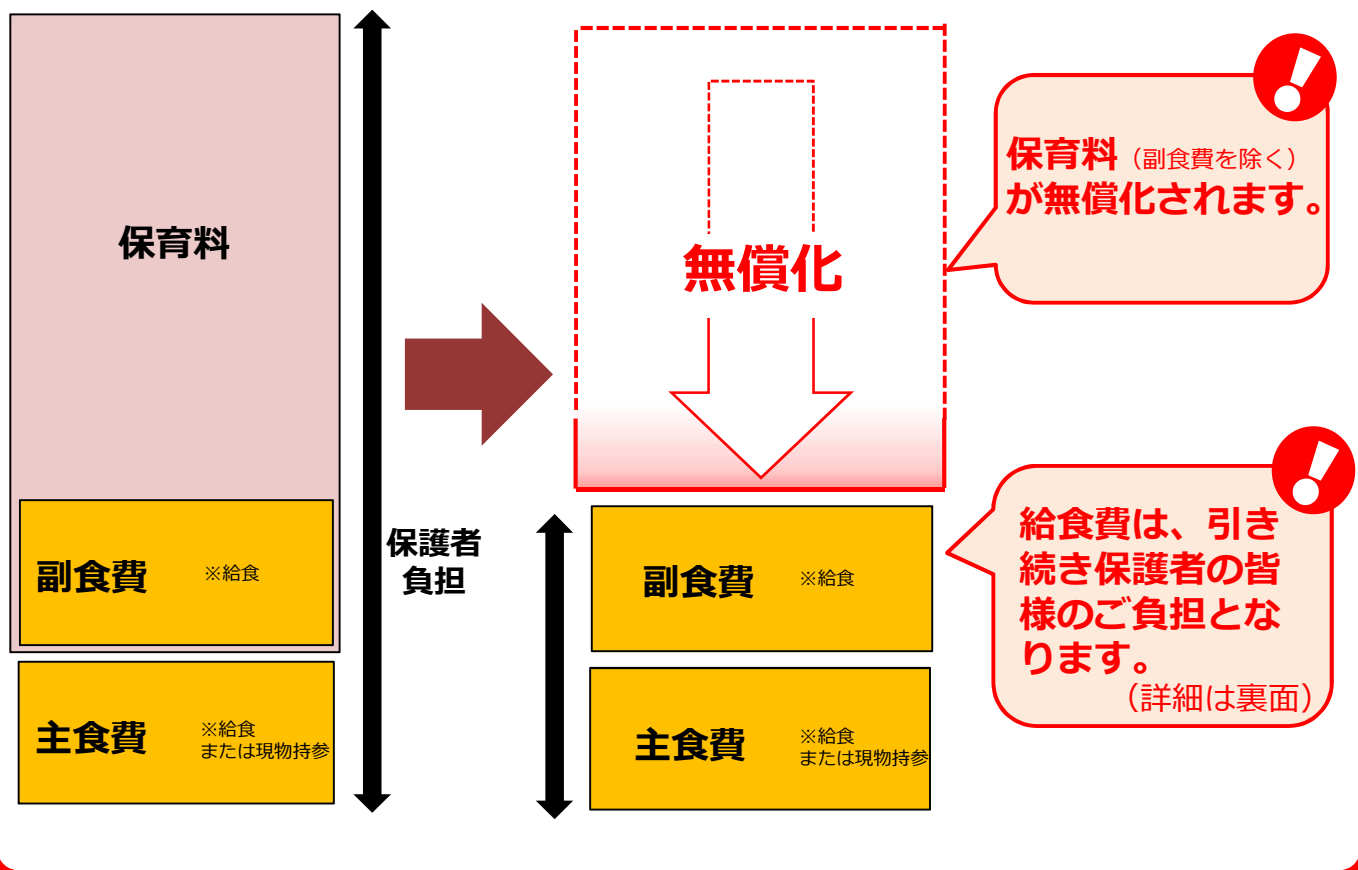 保育料
副食費 ※給食
主食費 ※給食
または現物持参
保護者
負担
無償化
副食費 ※給食
主食費 ※給食
または現物持参
保育料（副食費を除く）
が無償化されます。
給食費は、引き
続き保護者の皆
様のご負担とな
ります。
（詳細は裏面）